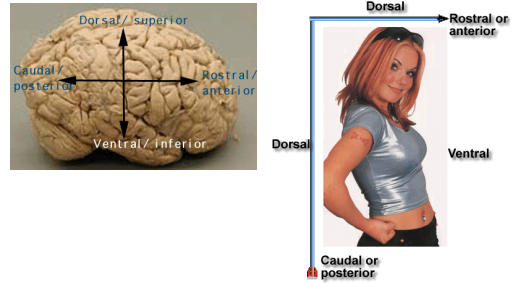 Dorsal/ superior
Caudal/
posterior
Rostral/
anterior
Ventral/ inferior
Dorsal
Rostral or
anterior
Dorsal
Ventral
Caudal or
posterior